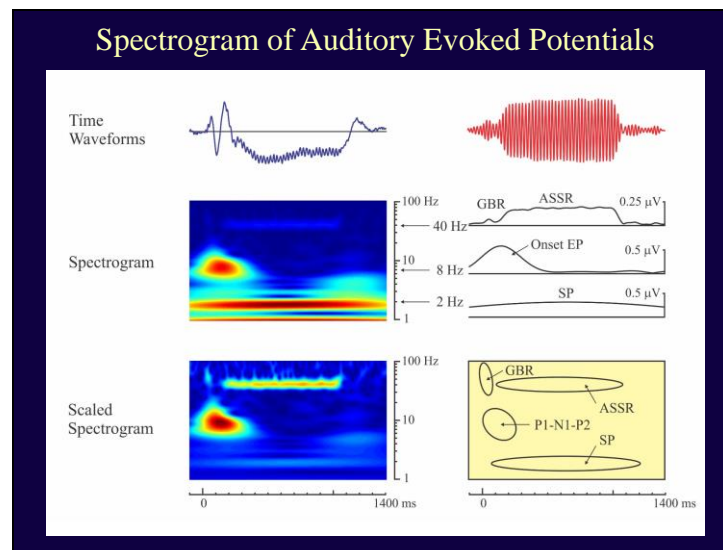 Spectrogram of Auditory Evoked Potentials
Time
Waveforms
GBR
ASSR
0.25 µV
100 Hz
40 Hz
Onset EP
0.5 µV
Spectrogram
10
8 Hz
SP
0.5 µV
2 Hz
1
100 Hz
GBR
ASSR
Scaled
Spectrogram
10
P1-N1-P2
SP
1
0
1400 ms
0
1400 ms